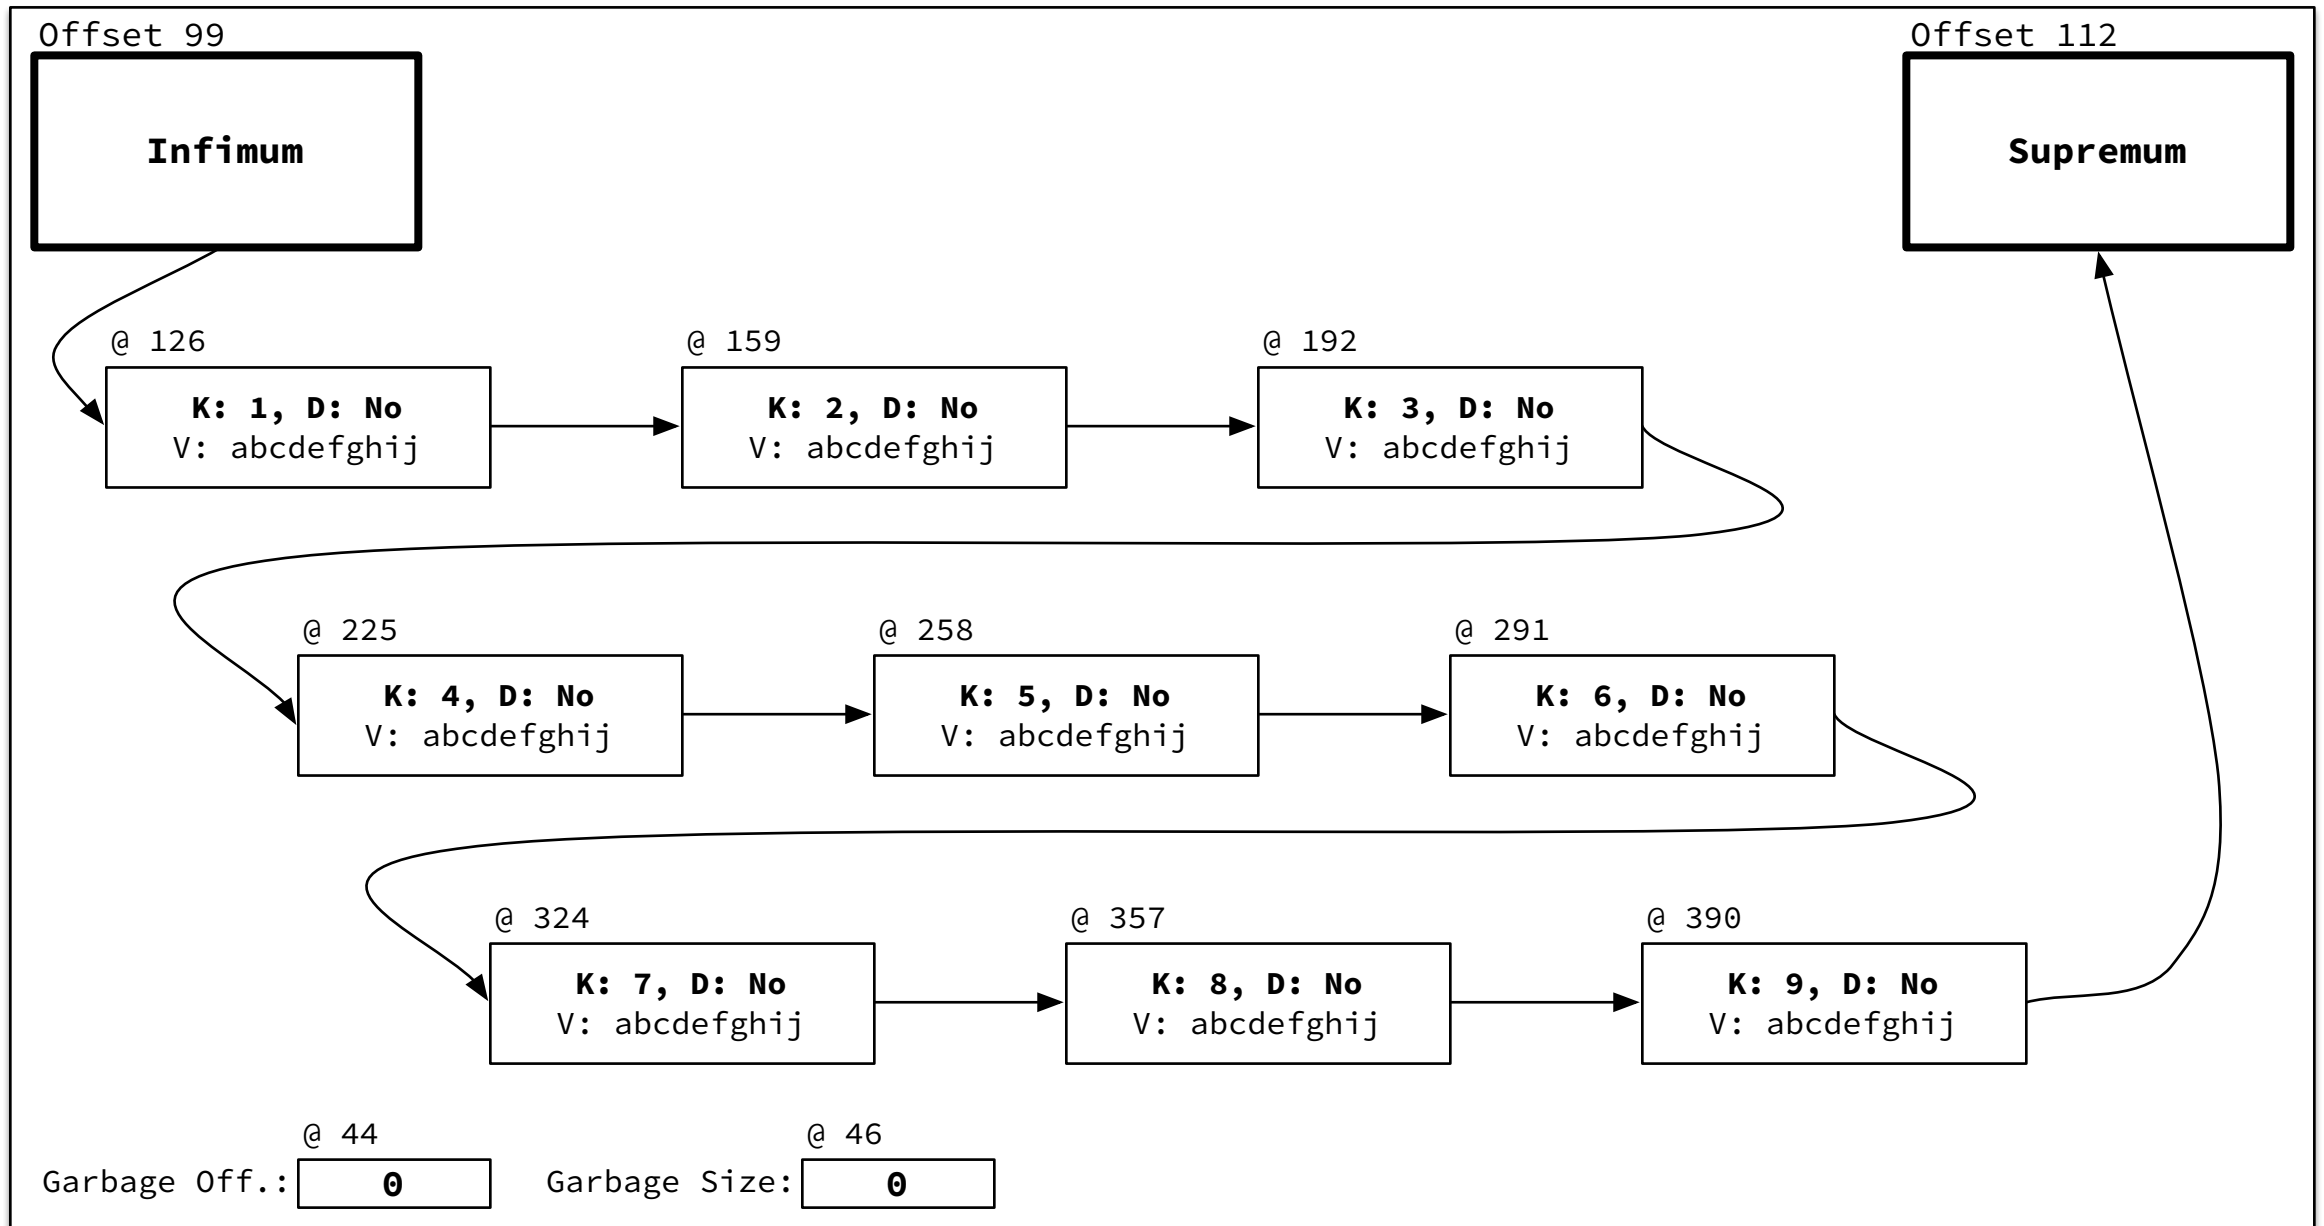 Offset 99
Offset 112
Infimum
Supremum
@ 126
@ 159
@ 192
K: 1, D: No
V: abcdefghij
K: 2, D: No
V: abcdefghij
K: 3, D: No
V: abcdefghij
@ 225
@ 258
@ 291
K: 4, D: No
V: abcdefghij
K: 5, D: No
V: abcdefghij
K: 6, D: No
V: abcdefghij
@ 324
@ 357
@ 390
K: 7, D: No
V: abcdefghij
K: 8, D: No
V: abcdefghij
K: 9, D: No
V: abcdefghij
@ 44
@ 46
Garbage Off.: 0
Garbage Size: 0